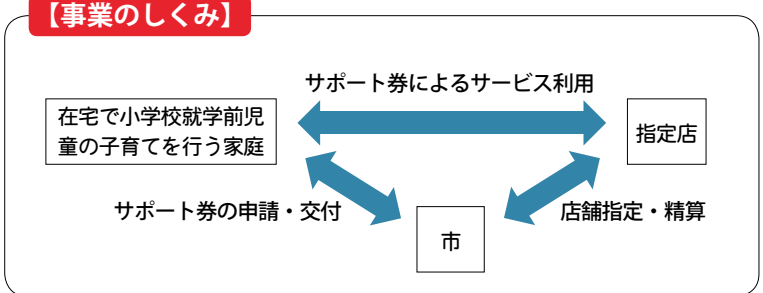 【事業のしくみ】
サポート券によるサービス利用
在宅で小学校就学前児
童の子育てを行う家庭
指定店
サポート券の申請・交付
店舗指定・精算
市